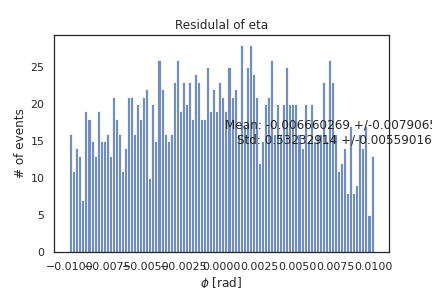 Residulal of eta
# of events
25
20
15
10
5
0
Mean: -0.006660269 +/-0.0079065
Std: 0.53232914 +/-0.00559016
−0.0100 −0.0075 −0.0050 −0.0025 0.0000 0.0025 0.0050 0.0075 0.0100
ϕ [rad]